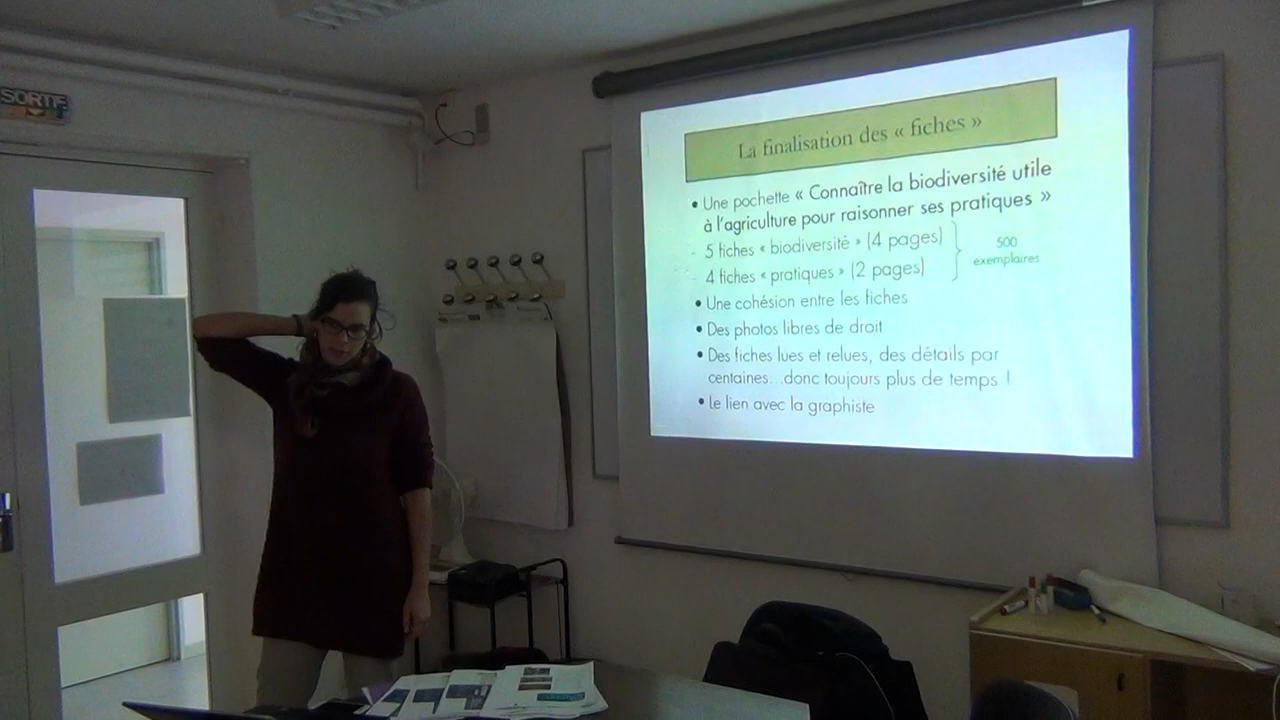 SORTIE
La finalisation des « fiches »
• Une pochette « Connaître la biodiversité utile
à l'agriculture pour raisonner ses pratiques »
- 5 fiches « biodiversité » (4 pages)
- 4 fiches « pratiques » (2 pages)
500
exemplaires
• Une cohésion entre les fiches
• Des photos libres de droit
• Des fiches lues et relues, des détails par
centaines...donc toujours plus de temps !
• Le lien avec la graphiste